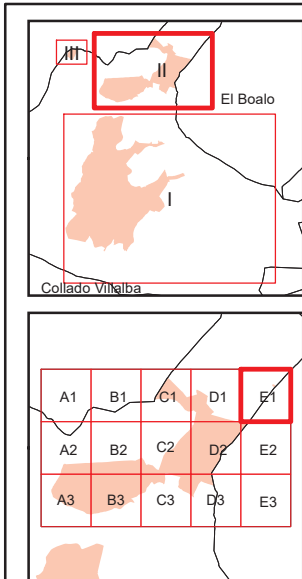 III
II
El Boalo
I
Collado Villalba
A1 B1 C1 D1 E1
A2 B2 C2 D2 E2
A3 B3 C3 D3 E3